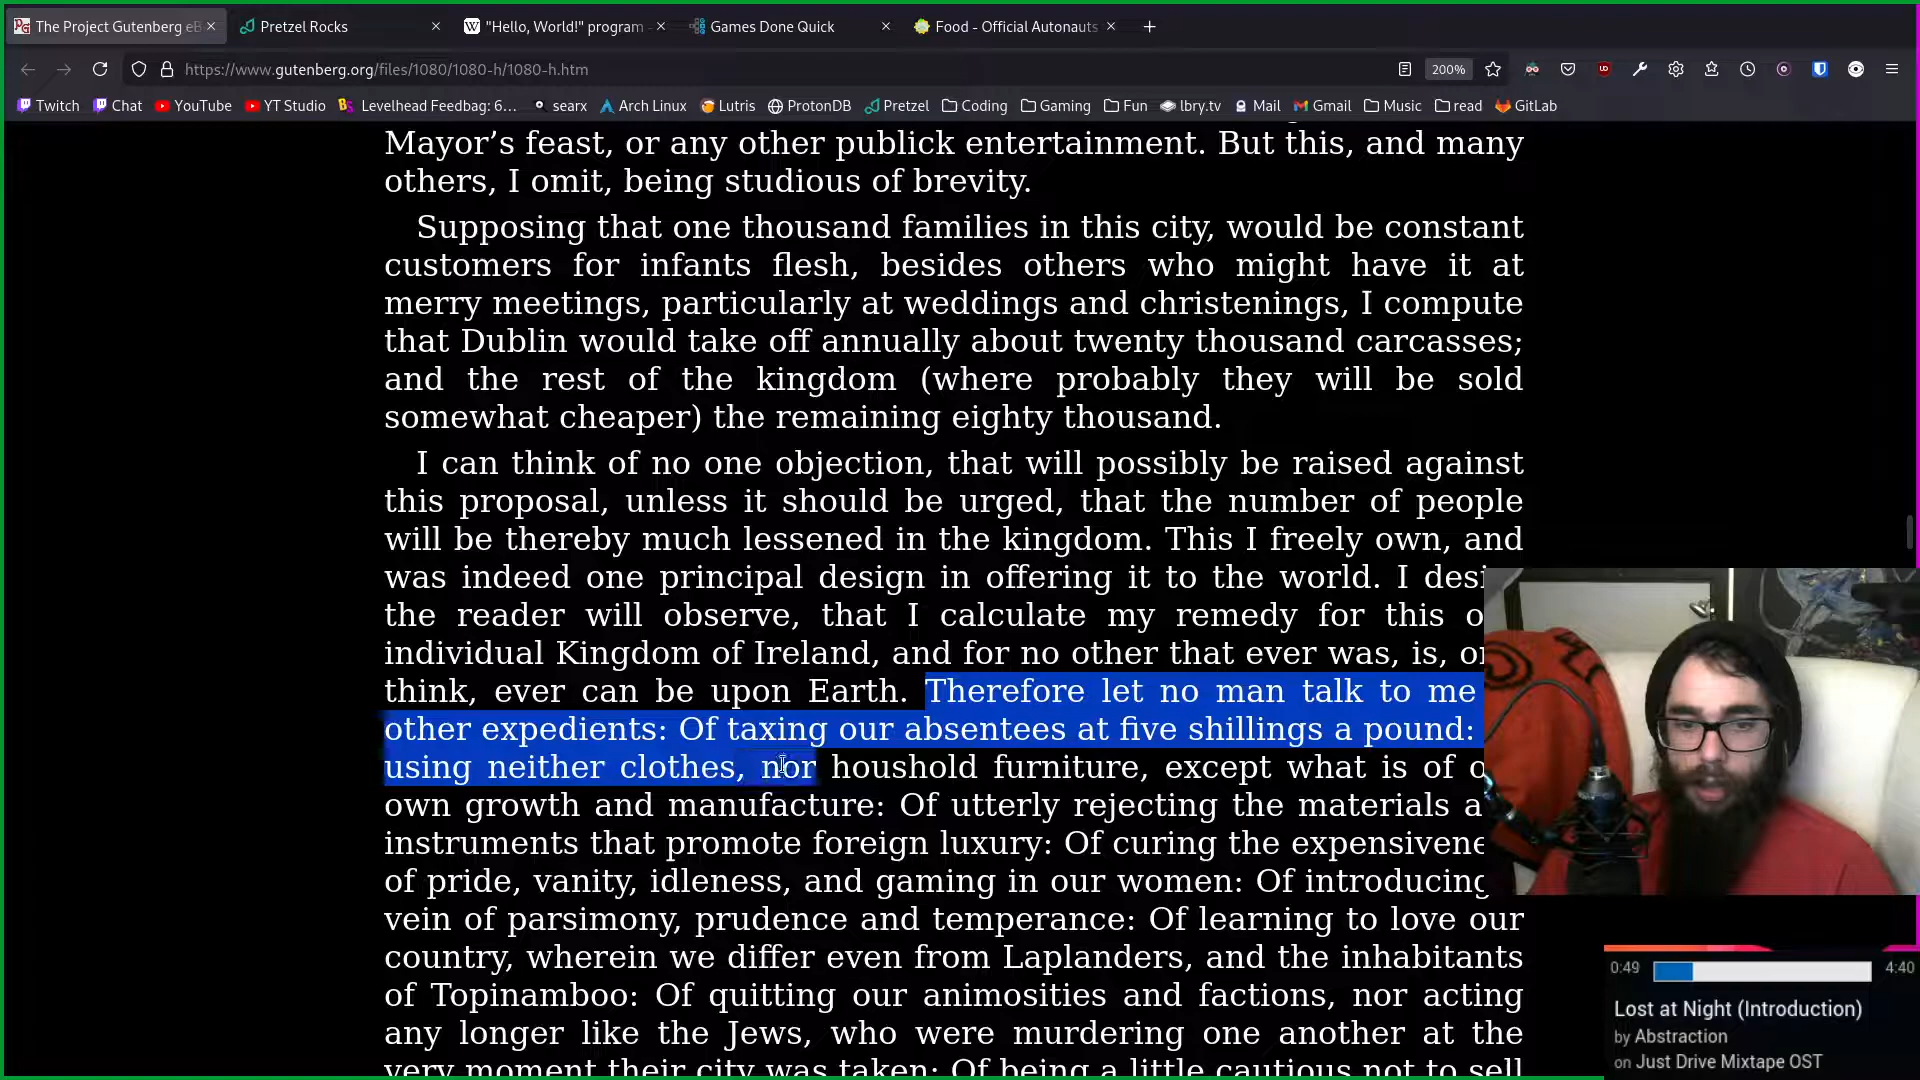 The Project Gutenberg eB
Pretzel Rocks
"Hello, World!" program -
Games Done Quick
Food - Official Autonauts
https://www.gutenberg.org/files/1080/1080-h/1080-h.htm
200%
Twitch
Chat
YouTube
YT Studio
Levelhead Feedbag: 6…
searx
Arch Linux
Lutris
ProtonDB
Pretzel
Coding
Gaming
Fun
lbry.tv
Mail
Gmail
Music
read
GitLab
Mayor’s feast, or any other publick entertainment. But this, and many
others, I omit, being studious of brevity.
Supposing that one thousand families in this city, would be constant
customers for infants flesh, besides others who might have it at
merry meetings, particularly at weddings and christenings, I compute
that Dublin would take off annually about twenty thousand carcasses;
and the rest of the kingdom (where probably they will be sold
somewhat cheaper) the remaining eighty thousand.
I can think of no one objection, that will possibly be raised against
this proposal, unless it should be urged, that the number of people
will be thereby much lessened in the kingdom. This I freely own, and
was indeed one principal design in offering it to the world. I desi
the reader will observe, that I calculate my remedy for this o
individual Kingdom of Ireland, and for no other that ever was, is, or
think, ever can be upon Earth. Therefore let no man talk to me
other expedients: Of taxing our absentees at five shillings a pound:
using neither clothes, nor houshold furniture, except what is of o
own growth and manufacture: Of utterly rejecting the materials a
instruments that promote foreign luxury: Of curing the expensivene
of pride, vanity, idleness, and gaming in our women: Of introducing
vein of parsimony, prudence and temperance: Of learning to love our
country, wherein we differ even from Laplanders, and the inhabitants
of Topinamboo: Of quitting our animosities and factions, nor acting
any longer like the Jews, who were murdering one another at the
very moment their city was taken: Of being a little cautious not to sell
0:49
4:40
Lost at Night (Introduction)
by Abstraction
on Just Drive Mixtape OST